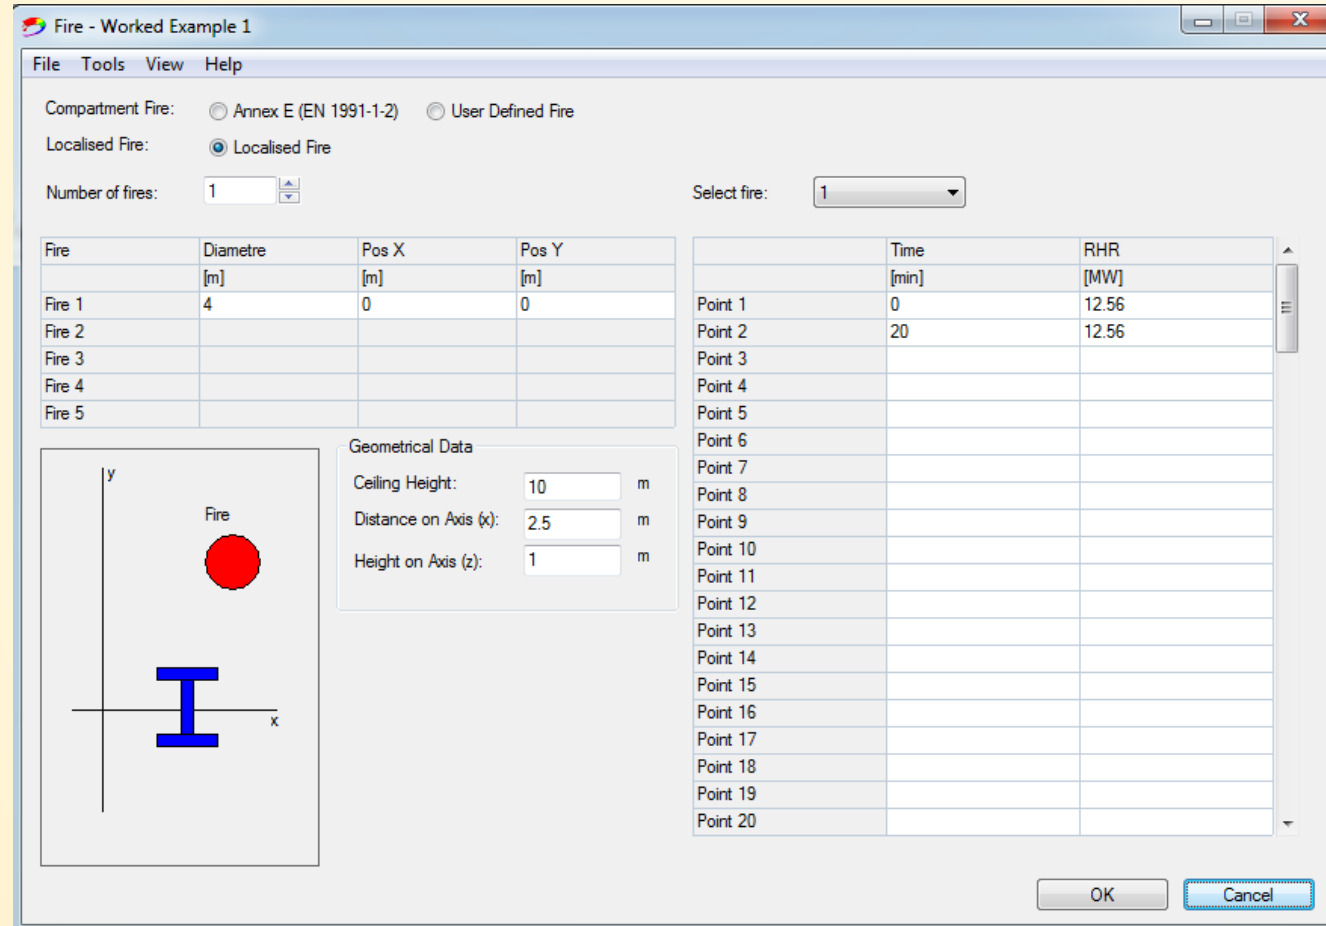 Fire - Worked Example 1
File Tools View Help
Compartment Fire: Annex E (EN 1991-1-2) User Defined Fire
Localised Fire: Localised Fire
Number of fires: 1 Select fire: 1
Fire Diametre Pos X Pos Y
[m] [m] [m]
Fire 1 4 0 0
Fire 2
Fire 3
Fire 4
Fire 5
Time RHR
[min] [MW]
Point 1 0 12.56
Point 2 20 12.56
Point 3
Point 4
Point 5
Point 6
Point 7
Point 8
Point 9
Point 10
Point 11
Point 12
Point 13
Point 14
Point 15
Point 16
Point 17
Point 18
Point 19
Point 20
y
Fire
x
Geometrical Data
Ceiling Height: 10 m
Distance on Axis (x): 2.5 m
Height on Axis (z): 1 m
OK Cancel